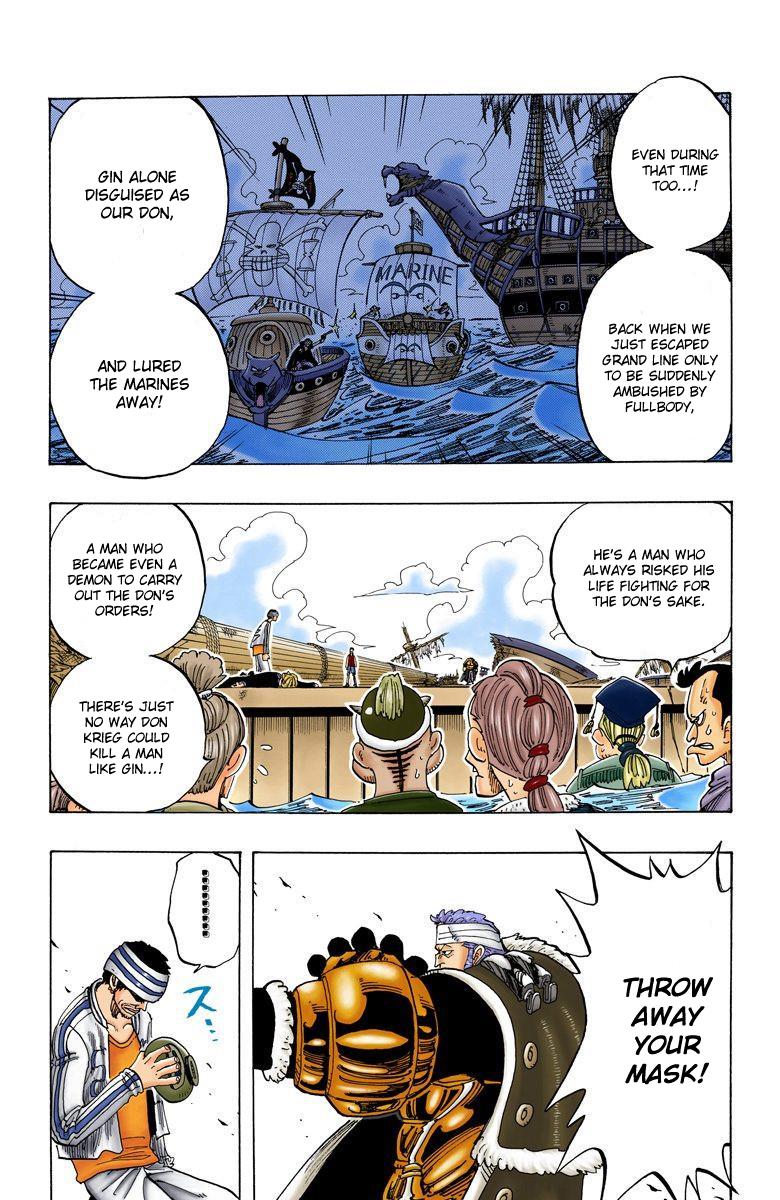 EVEN DURING
THAT TIME
TOO...!
BACK WHEN WE
JUST ESCAPED
GRAND LINE ONLY
TO BE SUDDENLY
AMBUSHED BY
FULLBODY,
GIN ALONE
DISGUISED AS
OUR DON,
AND LURED
THE MARINES
AWAY!
MARINE
HE'S A MAN WHO
ALWAYS RISKED HIS
LIFE FIGHTING FOR
THE DON'S SAKE.
A MAN WHO
BECAME EVEN A
DEMON TO CARRY
OUT THE DON'S
ORDERS!
THERE'S JUST
NO WAY DON
KRIEG COULD
KILL A MAN
LIKE GIN...!
THROW
AWAY
YOUR
MASK!
.........
ス...